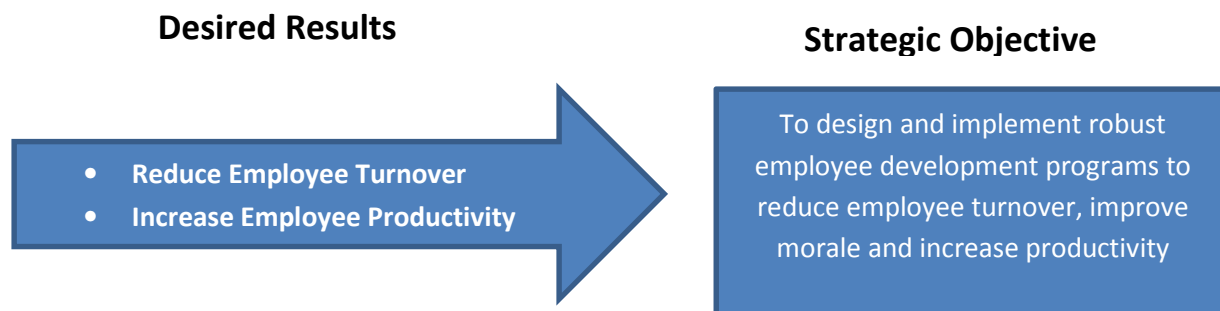 Desired Results
Strategic Objective
• Reduce Employee Turnover
• Increase Employee Productivity
To design and implement robust
employee development programs to
reduce employee turnover, improve
morale and increase productivity